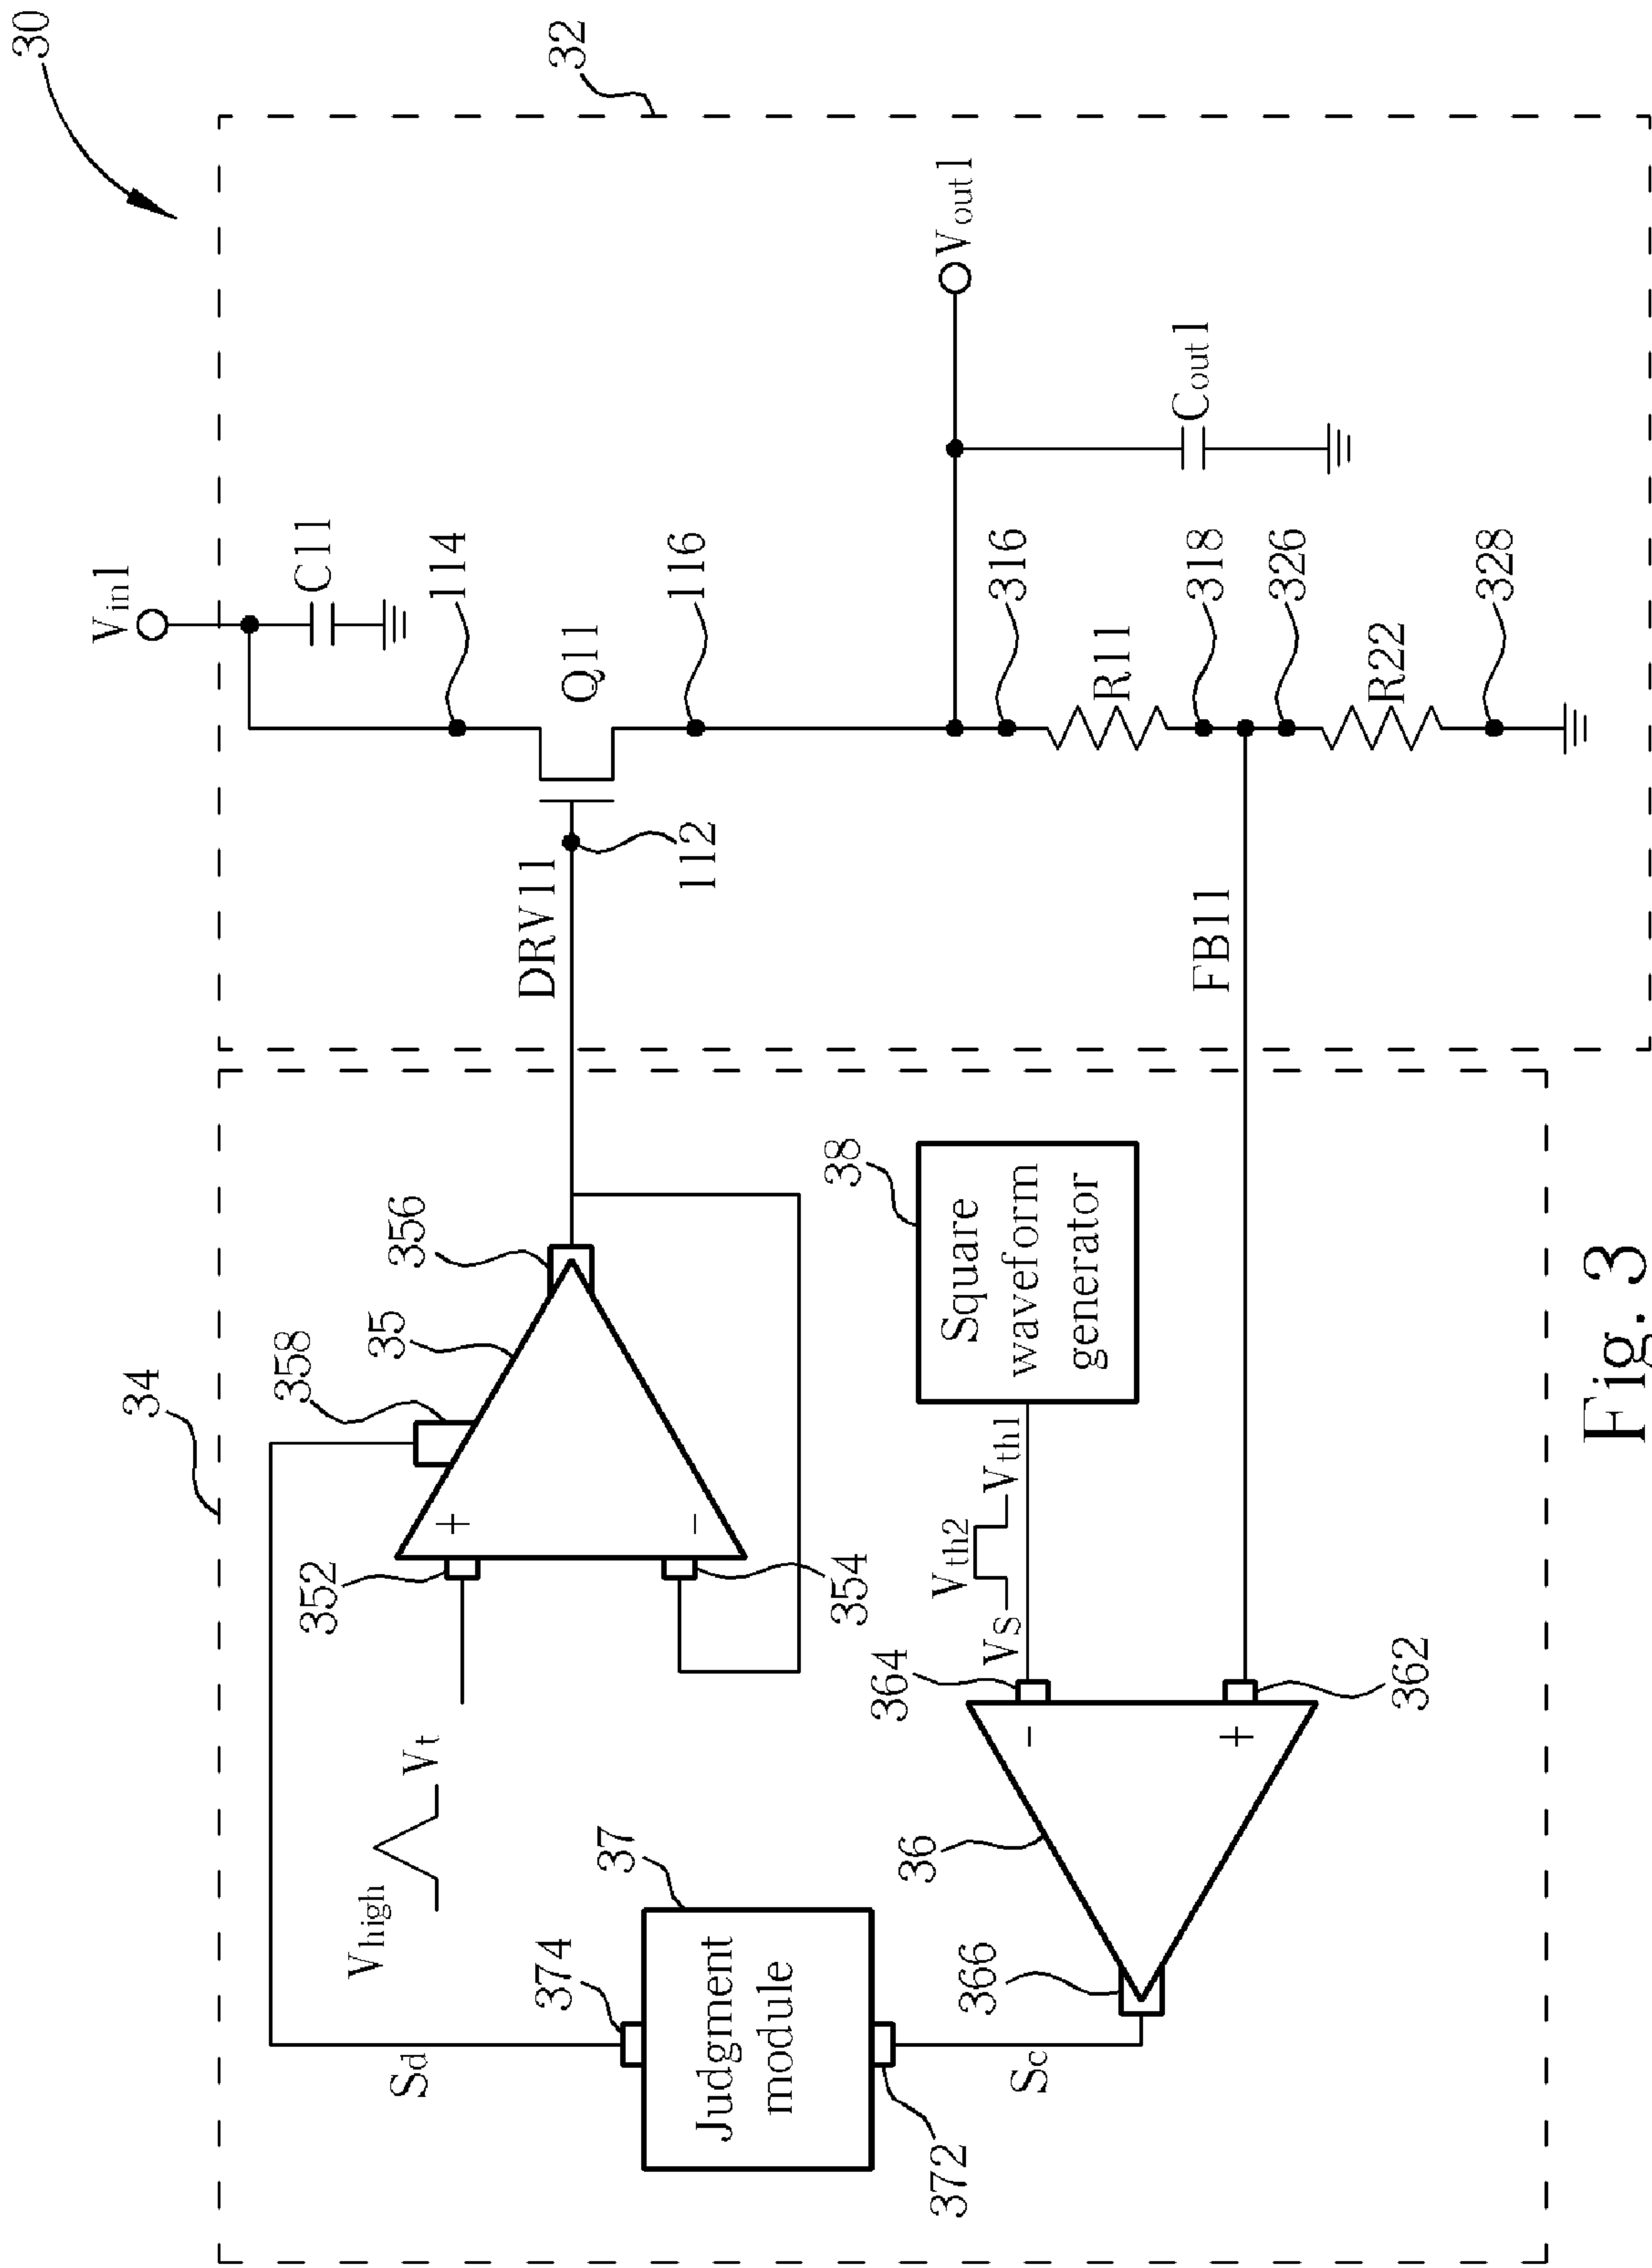 30
32
34
Vin1
C11
114
Q11
116
DRV11
112
Vout1
Cout1
316
R11
318
326
R22
328
FB11
356
35
358
352
354
+
-
38
Square
waveform
generator
Vth1
Vth2
VS
Vt
Vhigh
364
362
-
+
36
366
37
374
Judgment
module
372
Sd
Sc
Fig. 3